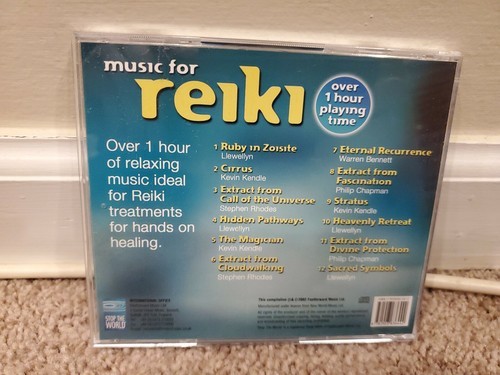 music for
reiki
over
1 hour
playing
time
Over 1 hour
of relaxing
music ideal
for Reiki
treatments
for hands on
healing.
1 Ruby in Zoisite
Llewellyn
2 Cirrus
Kevin Kendle
3 Extract from
Call of the Universe
Stephen Rhodes
4 Hidden Pathways
Llewellyn
5 The Magician
Kevin Kendle
6 Extract from
Cloudwalking
Stephen Rhodes
7 Eternal Recurrence
Warren Bennett
8 Extract from
Fascination
Philip Chapman
9 Stratus
Kevin Kendle
10 Heavenly Retreat
Llewellyn
11 Extract from
Divine Protection
Philip Chapman
12 Sacred Symbols
Llewellyn
STOP THE
WORLD
INTERNATIONAL OFFICE